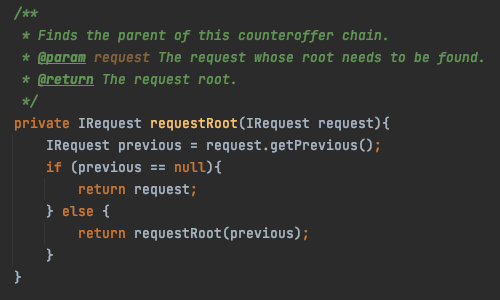 /**
 * Finds the parent of this counteroffer chain.
 * @param request The request whose root needs to be found.
 * @return The request root.
 */
private IRequest requestRoot(IRequest request){
    IRequest previous = request.getPrevious();
    if (previous == null){
        return request;
    } else {
        return requestRoot(previous);
    }
}